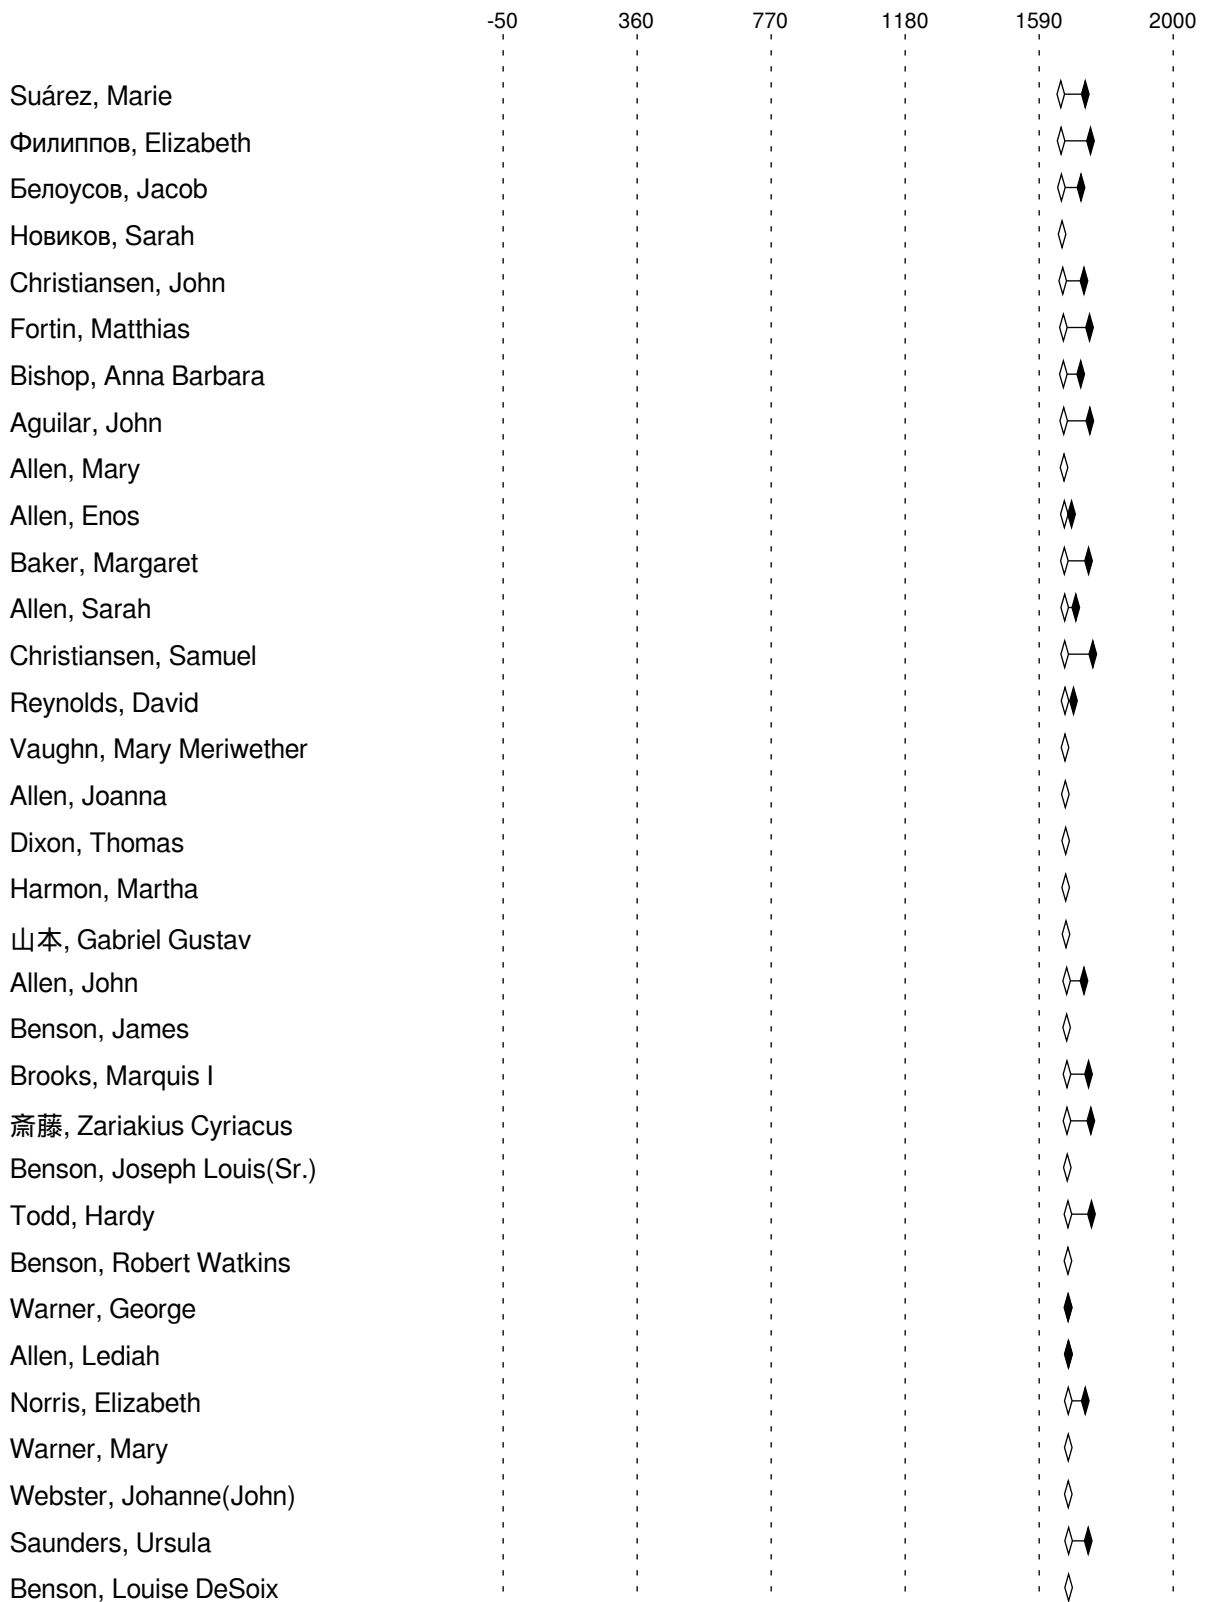 -50 360 770 1180 1590 2000
Suárez, Marie
Филиппов, Elizabeth
Белоусов, Jacob
Новиков, Sarah
Christiansen, John
Fortin, Matthias
Bishop, Anna Barbara
Aguilar, John
Allen, Mary
Allen, Enos
Baker, Margaret
Allen, Sarah
Christiansen, Samuel
Reynolds, David
Vaughn, Mary Meriwether
Allen, Joanna
Dixon, Thomas
Harmon, Martha
山本, Gabriel Gustav
Allen, John
Benson, James
Brooks, Marquis I
斎藤, Zariakius Cyriacus
Benson, Joseph Louis(Sr.)
Todd, Hardy
Benson, Robert Watkins
Warner, George
Allen, Lediah
Norris, Elizabeth
Warner, Mary
Webster, Johanne(John)
Saunders, Ursula
Benson, Louise DeSoix